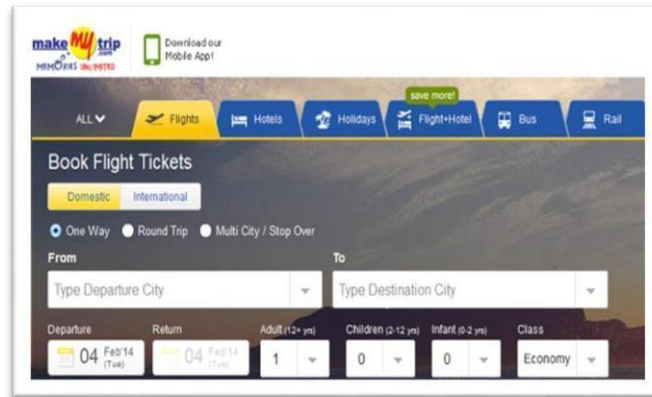 make my trip .com
MEMORIES UNLIMITED
Download our
Mobile App!
save more!
ALL Flights Hotels Holidays Flight+Hotel Bus Rail
Book Flight Tickets
Domestic International
One Way Round Trip Multi City / Stop Over
From To
Type Departure City Type Destination City
Departure Return Adult (12+ yrs) Children (2-12 yrs) Infant (0-2 yrs) Class
04 Feb'14 (Tue) 04 Feb'14 (Tue) 1 0 0 Economy